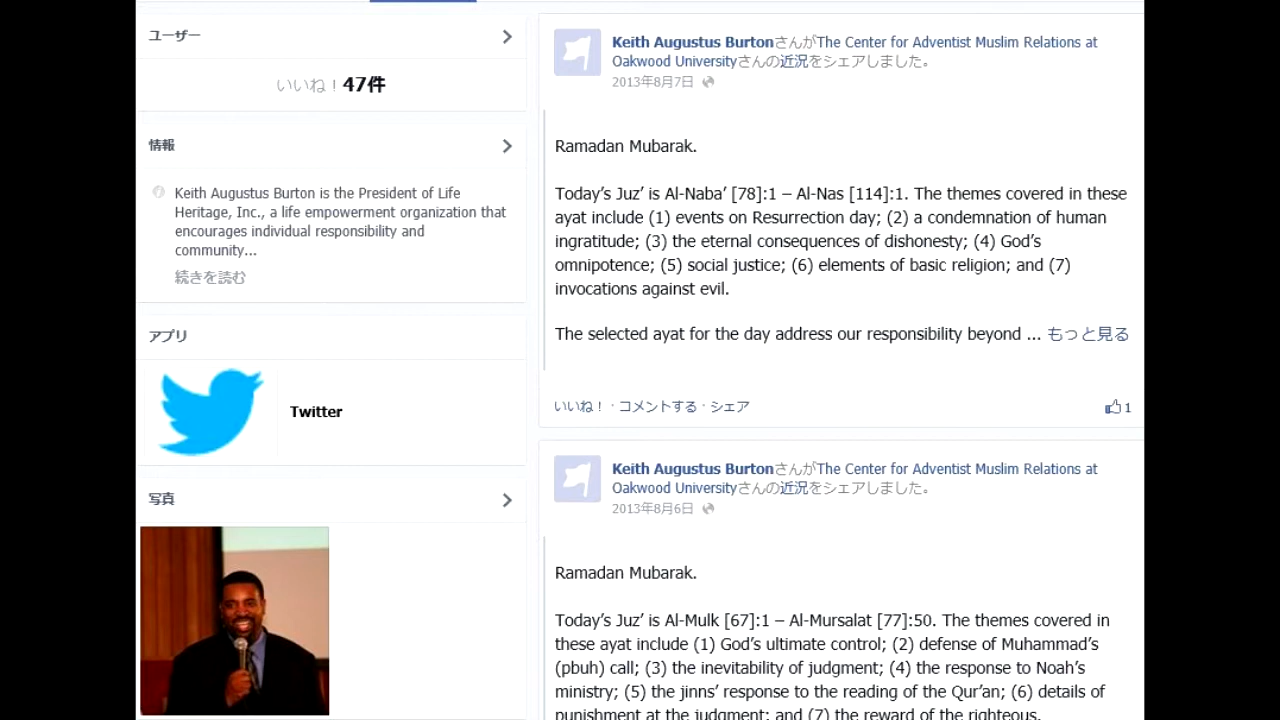 ユーザー
いいね！47件
情報
Keith Augustus Burton is the President of Life
Heritage, Inc., a life empowerment organization that
encourages individual responsibility and
community...
続きを読む
アプリ
Twitter
写真
Keith Augustus BurtonさんがThe Center for Adventist Muslim Relations at
Oakwood Universityさんの近況をシェアしました。
2013年8月7日
Ramadan Mubarak.
Today’s Juz’ is Al-Naba’ [78]:1 – Al-Nas [114]:1. The themes covered in these
ayat include (1) events on Resurrection day; (2) a condemnation of human
ingratitude; (3) the eternal consequences of dishonesty; (4) God’s
omnipotence; (5) social justice; (6) elements of basic religion; and (7)
invocations against evil.
The selected ayat for the day address our responsibility beyond ... もっと見る
いいね！ · コメントする · シェア
1
Keith Augustus BurtonさんがThe Center for Adventist Muslim Relations at
Oakwood Universityさんの近況をシェアしました。
2013年8月6日
Ramadan Mubarak.
Today’s Juz’ is Al-Mulk [67]:1 – Al-Mursalat [77]:50. The themes covered in
these ayat include (1) God’s ultimate control; (2) defense of Muhammad’s
(pbuh) call; (3) the inevitability of judgment; (4) the response to Noah’s
ministry; (5) the jinns’ response to the reading of the Qur’an; (6) details of
punishment at the judgment; and (7) the reward of the righteous.